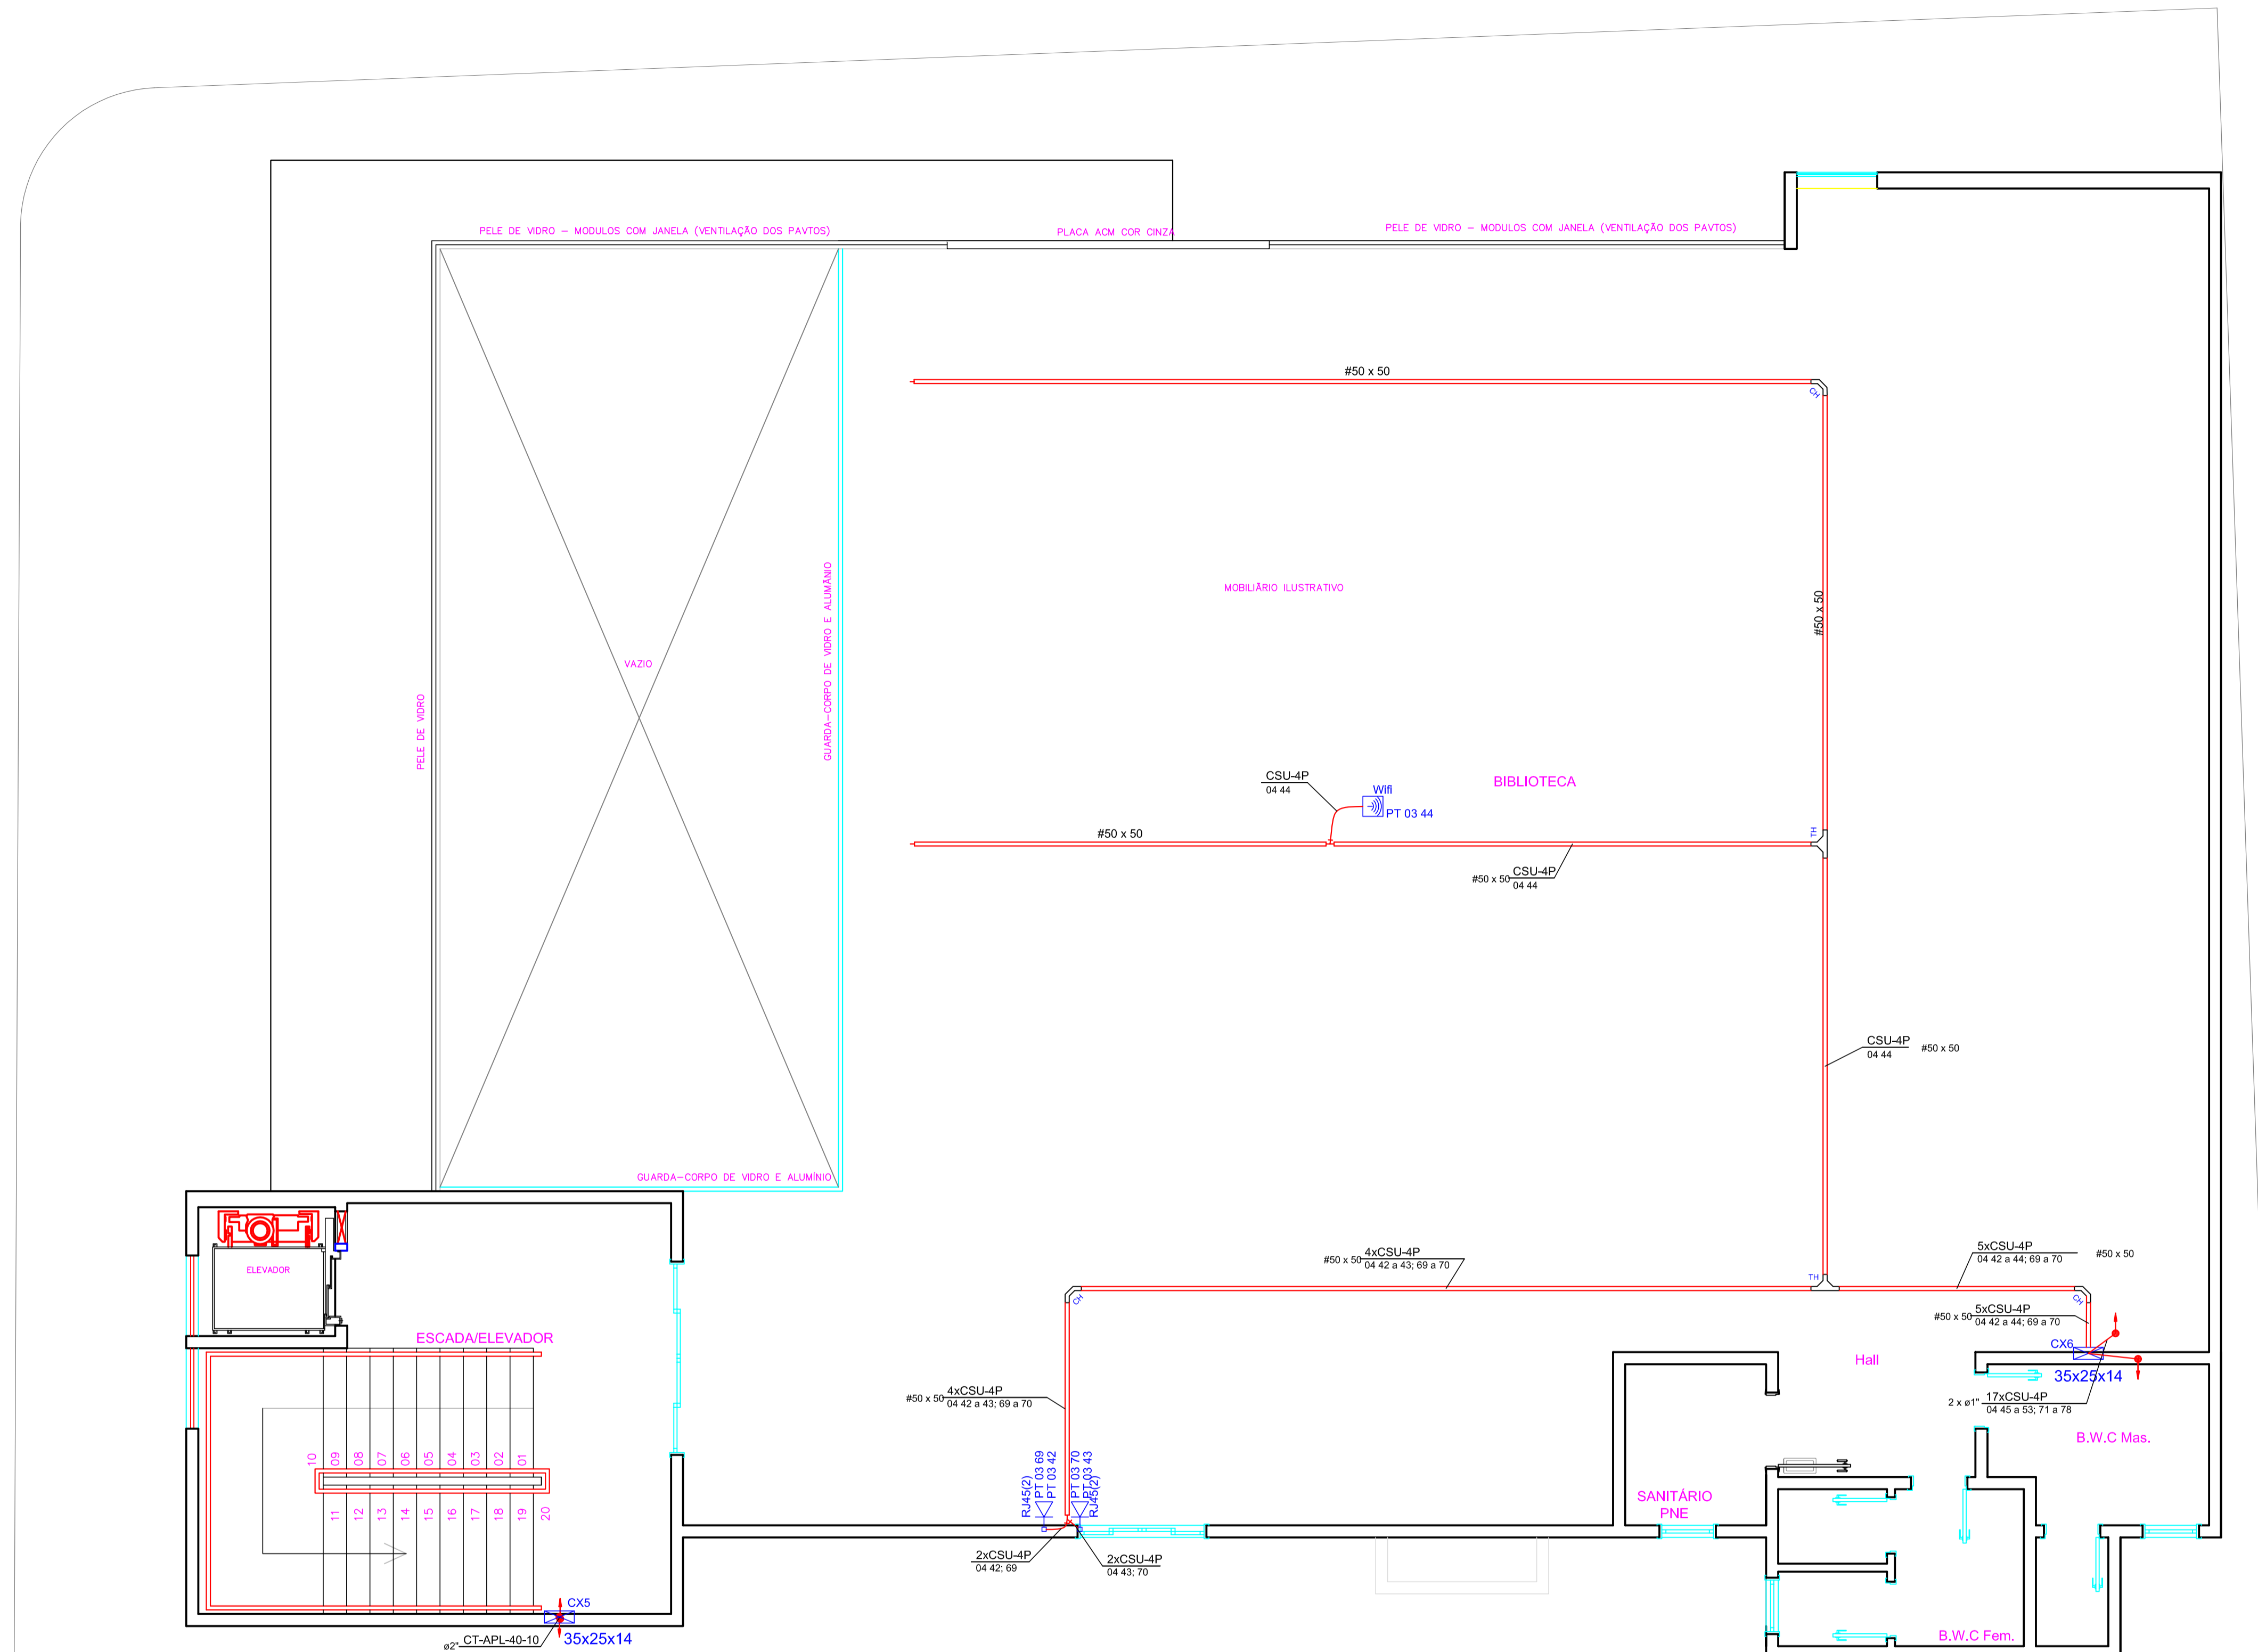 PELE DE VIDRO – MODULOS COM JANELA (VENTILAÇÃO DOS PAVTOS)
PLACA ACM COR CINZA
PELE DE VIDRO – MODULOS COM JANELA (VENTILAÇÃO DOS PAVTOS)
#50 x 50
CH
#50 x 50
MOBILIÁRIO ILUSTRATIVO
GUARDA–CORPO DE VIDRO E ALUMÃNIO
VAZIO
PELE DE VIDRO
CSU-4P
04 44
Wifi
PT 03 44
BIBLIOTECA
#50 x 50
TH
#50 x 50 CSU-4P
04 44
CSU-4P
04 44
#50 x 50
GUARDA–CORPO DE VIDRO E ALUMÍNIO
ELEVADOR
#50 x 50 4xCSU-4P
04 42 a 43; 69 a 70
5xCSU-4P
04 42 a 44; 69 a 70
#50 x 50
TH
CH
CH
#50 x 50 5xCSU-4P
04 42 a 44; 69 a 70
ESCADA/ELEVADOR
CX6
35x25x14
Hall
#50 x 50 4xCSU-4P
04 42 a 43; 69 a 70
2 x ø1" 17xCSU-4P
04 45 a 53; 71 a 78
B.W.C Mas.
10
09
08
07
06
05
04
03
02
01
RJ45(2)
PT 03 69
PT 03 42
PT 03 70
PT 03 43
RJ45(2)
11
12
13
14
15
16
17
18
19
20
SANITÁRIO
PNE
2xCSU-4P
04 42; 69
2xCSU-4P
04 43; 70
CX5
35x25x14
ø2" CT-APL-40-10
B.W.C Fem.